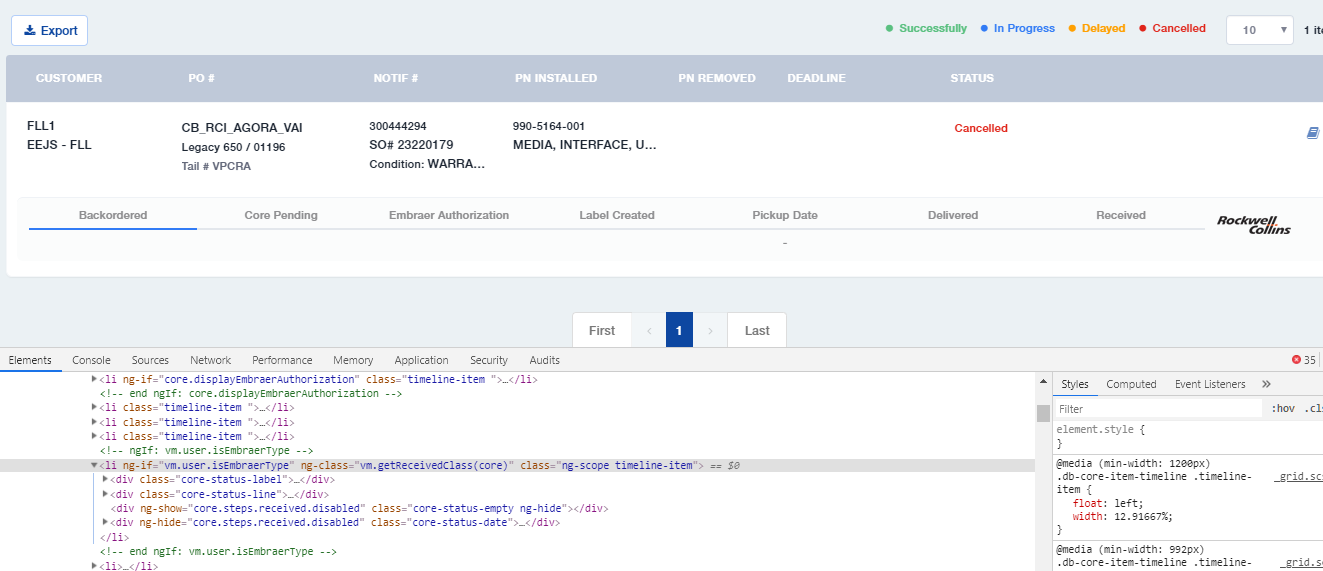 Export
Successfully In Progress Delayed Cancelled 10 1 ite
CUSTOMER PO # NOTIF # PN INSTALLED PN REMOVED DEADLINE STATUS
FLL1 CB_RCI_AGORA_VAI 300444294 990-5164-001 Cancelled
EEJS - FLL Legacy 650 / 01196 SO# 23220179 MEDIA, INTERFACE, U...
Tail # VPCRA Condition: WARRA...
Backordered Core Pending Embraer Authorization Label Created Pickup Date Delivered Received Rockwell Collins
-
First < 1 > Last
Elements Console Sources Network Performance Memory Application Security Audits 35
<li ng-if="core.displayEmbraerAuthorization" class="timeline-item ">…</li>
<!-- end ngIf: core.displayEmbraerAuthorization -->
<li class="timeline-item ">…</li>
<li class="timeline-item ">…</li>
<li class="timeline-item ">…</li>
<!-- ngIf: vm.user.isEmbraerType -->
<li ng-if="vm.user.isEmbraerType" ng-class="vm.getReceivedClass(core)" class="ng-scope timeline-item"> == $0
<div class="core-status-label">…</div>
<div class="core-status-line">…</div>
<div ng-show="core.steps.received.disabled" class="core-status-empty ng-hide"></div>
<div ng-hide="core.steps.received.disabled" class="core-status-date">…</div>
</li>
<!-- end ngIf: vm.user.isEmbraerType -->
<li>…</li>
Styles Computed Event Listeners »
Filter :hov .cls
element.style {
}
@media (min-width: 1200px)
.db-core-item-timeline .timeline- _grid.scs
item {
float: left;
width: 12.91667%;
}
@media (min-width: 992px)
.db-core-item-timeline .timeline- _grid.scs